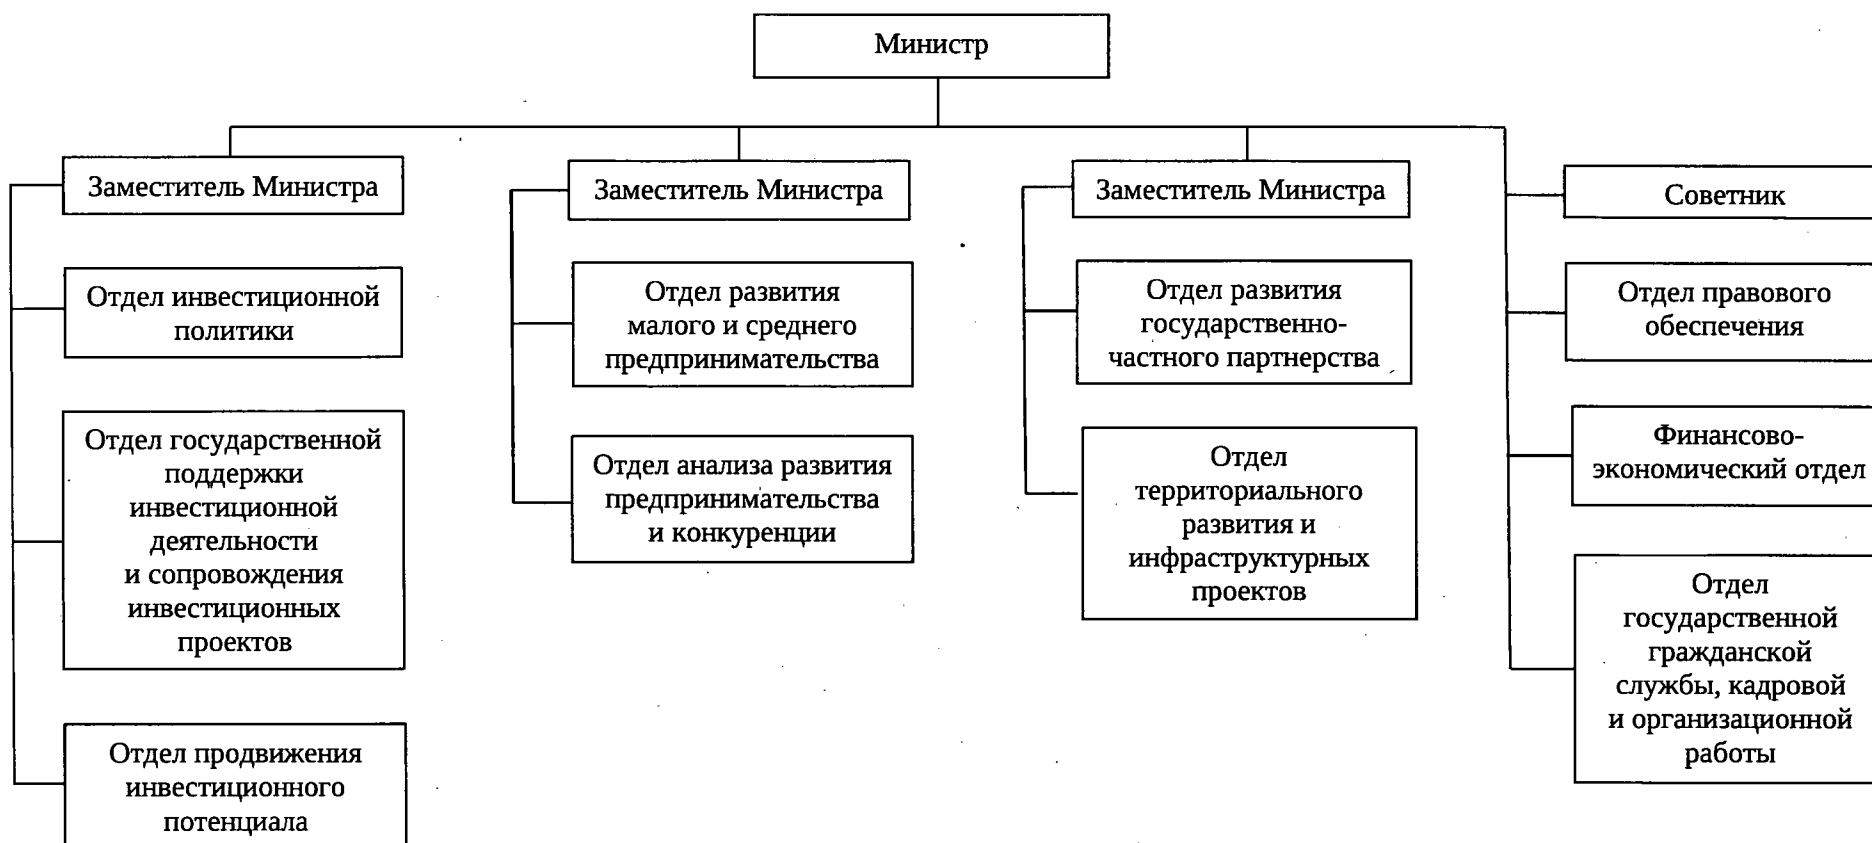 Министр
Заместитель Министра
Отдел инвестиционной
политики
Отдел государственной
поддержки
инвестиционной
деятельности
и сопровождения
инвестиционных
проектов
Отдел продвижения
инвестиционного
потенциала
Заместитель Министра
Отдел развития
малого и среднего
предпринимательства
Отдел анализа развития
предпринимательства
и конкуренции
Заместитель Министра
Отдел развития
государственно-
частного партнерства
Отдел
территориального
развития и
инфраструктурных
проектов
Советник
Отдел правового
обеспечения
Финансово-
экономический отдел
Отдел
государственной
гражданской
службы, кадровой
и организационной
работы